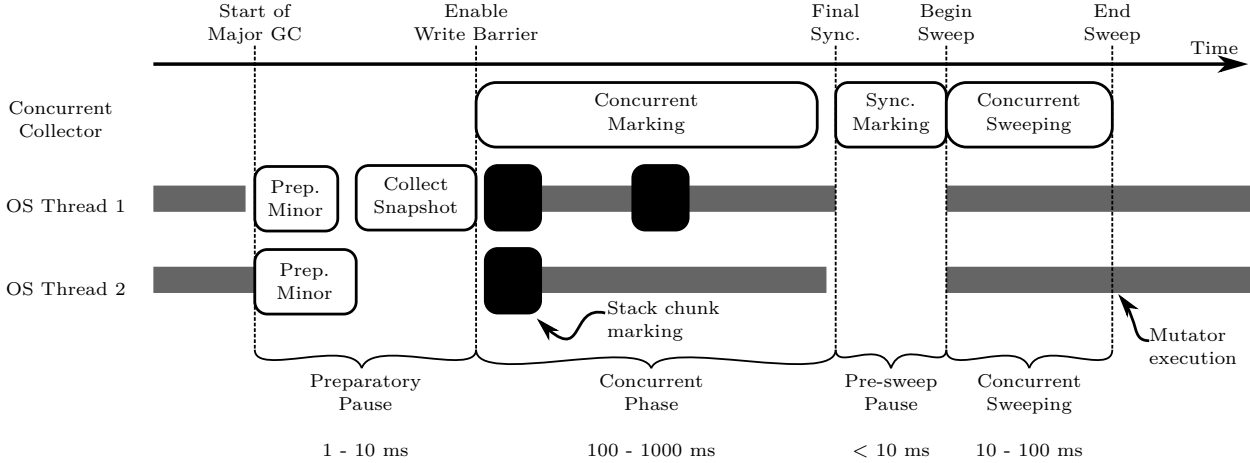 Start of
Major GC
Enable
Write Barrier
Final
Sync.
Begin
Sweep
End
Sweep
Time
Concurrent
Collector
Concurrent
Marking
Sync.
Marking
Concurrent
Sweeping
OS Thread 1
Prep.
Minor
Collect
Snapshot
OS Thread 2
Prep.
Minor
Stack chunk
marking
Mutator
execution
Preparatory
Pause
Concurrent
Phase
Pre-sweep
Pause
Concurrent
Sweeping
1 - 10 ms
100 - 1000 ms
< 10 ms
10 - 100 ms